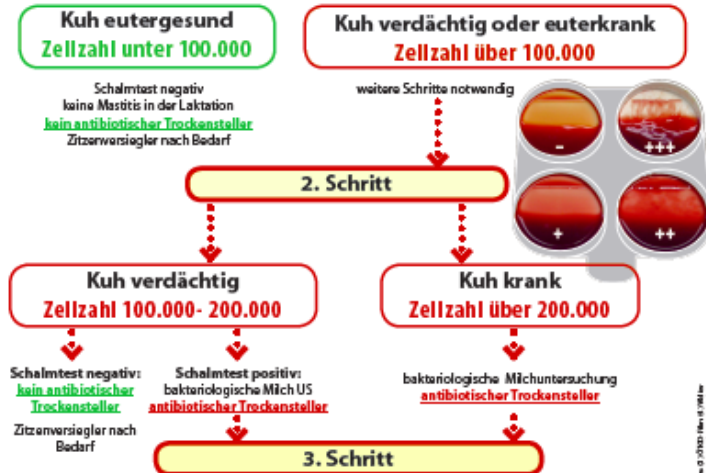 Kuh eutergesund
Zellzahl unter 100.000
Kuh verdächtig oder euterkrank
Zellzahl über 100.000
Schalmtest negativ
keine Mastitis in der Laktation
kein antibiotischer Trockensteller
Zitzenversiegler nach Bedarf
weitere Schritte notwendig
-
+++
+
++
2. Schritt
Kuh verdächtig
Zellzahl 100.000- 200.000
Kuh krank
Zellzahl über 200.000
Schalmtest negativ:
kein antibiotischer
Trockensteller
Zitzenversiegler nach
Bedarf
Schalmtest positiv:
bakteriologische Milch US
antibiotischer Trockensteller
bakteriologische Milchuntersuchung
antibiotischer Trockensteller
3. Schritt